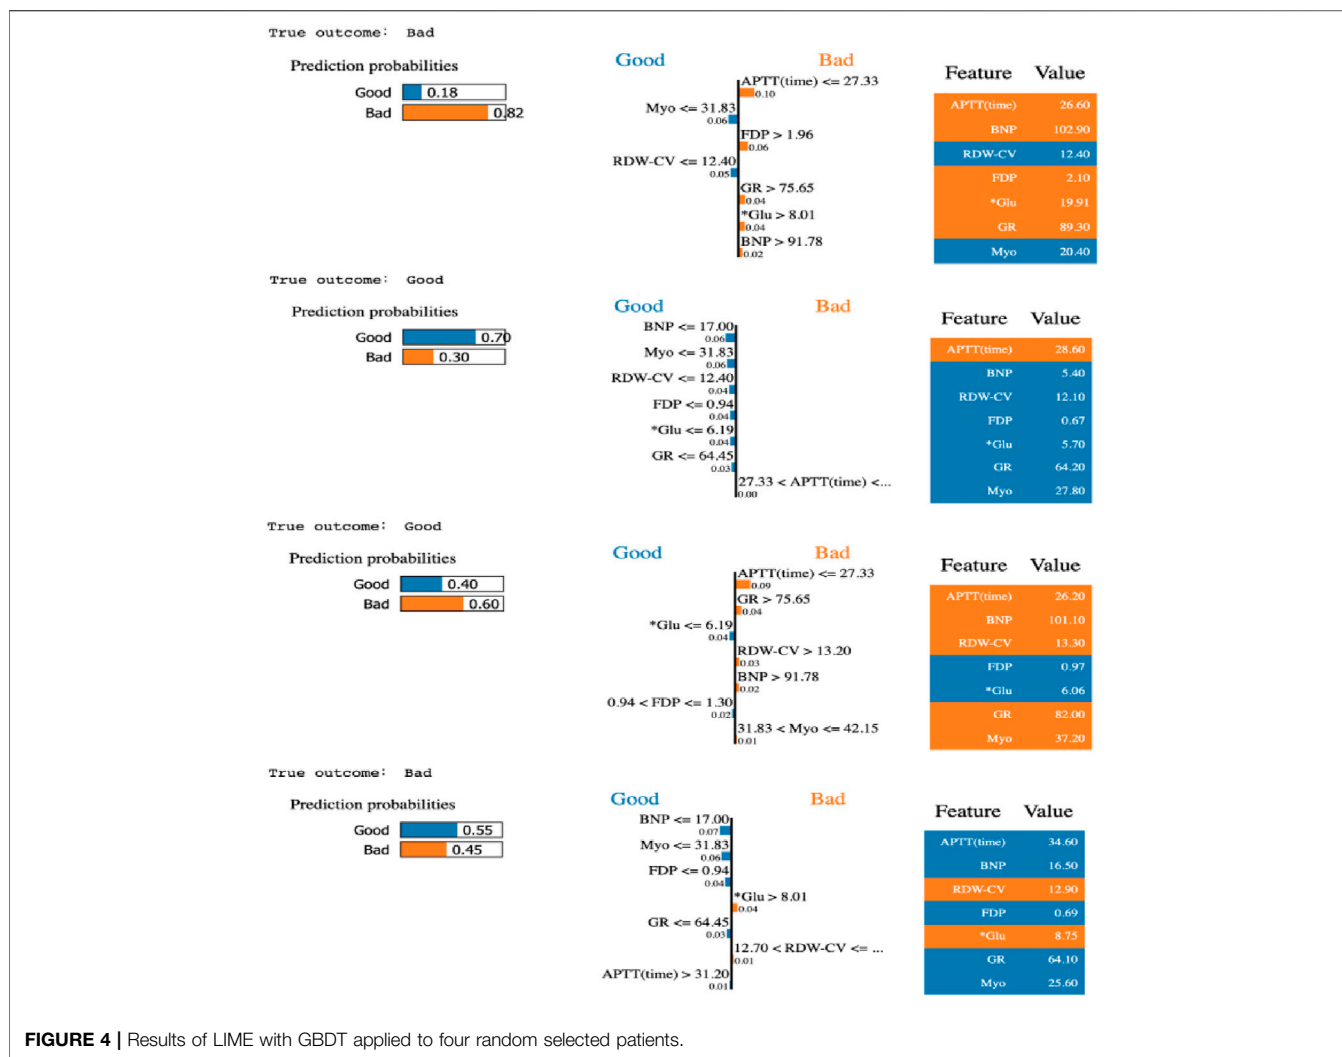 True outcome: Bad
Prediction probabilities
Good 0.18
Bad 0.82
Good Bad
APTT(time) <= 27.33
0.10
Myo <= 31.83
0.06
FDP > 1.96
0.06
RDW-CV <= 12.40
0.05
GR > 75.65
0.04
*Glu > 8.01
0.04
BNP > 91.78
0.02
Feature Value
APTT(time) 26.60
BNP 102.90
RDW-CV 12.40
FDP 2.10
*Glu 19.91
GR 89.30
Myo 20.40
True outcome: Good
Prediction probabilities
Good 0.70
Bad 0.30
Good Bad
BNP <= 17.00
0.06
Myo <= 31.83
0.06
RDW-CV <= 12.40
0.04
FDP <= 0.94
0.04
*Glu <= 6.19
0.04
GR <= 64.45
0.03
27.33 < APTT(time) <...
0.00
Feature Value
APTT(time) 28.60
BNP 5.40
RDW-CV 12.10
FDP 0.67
*Glu 5.70
GR 64.20
Myo 27.80
True outcome: Good
Prediction probabilities
Good 0.40
Bad 0.60
Good Bad
APTT(time) <= 27.33
0.09
GR > 75.65
0.04
*Glu <= 6.19
0.04
RDW-CV > 13.20
0.03
BNP > 91.78
0.02
0.94 < FDP <= 1.30
0.02
31.83 < Myo <= 42.15
0.01
Feature Value
APTT(time) 26.20
BNP 101.10
RDW-CV 13.30
FDP 0.97
*Glu 6.06
GR 82.00
Myo 37.20
True outcome: Bad
Prediction probabilities
Good 0.55
Bad 0.45
Good Bad
BNP <= 17.00
0.07
Myo <= 31.83
0.06
FDP <= 0.94
0.04
*Glu > 8.01
0.04
GR <= 64.45
0.03
12.70 < RDW-CV <= ...
0.01
APTT(time) > 31.20
0.01
Feature Value
APTT(time) 34.60
BNP 16.50
RDW-CV 12.90
FDP 0.69
*Glu 8.75
GR 64.10
Myo 25.60
FIGURE 4 | Results of LIME with GBDT applied to four random selected patients.